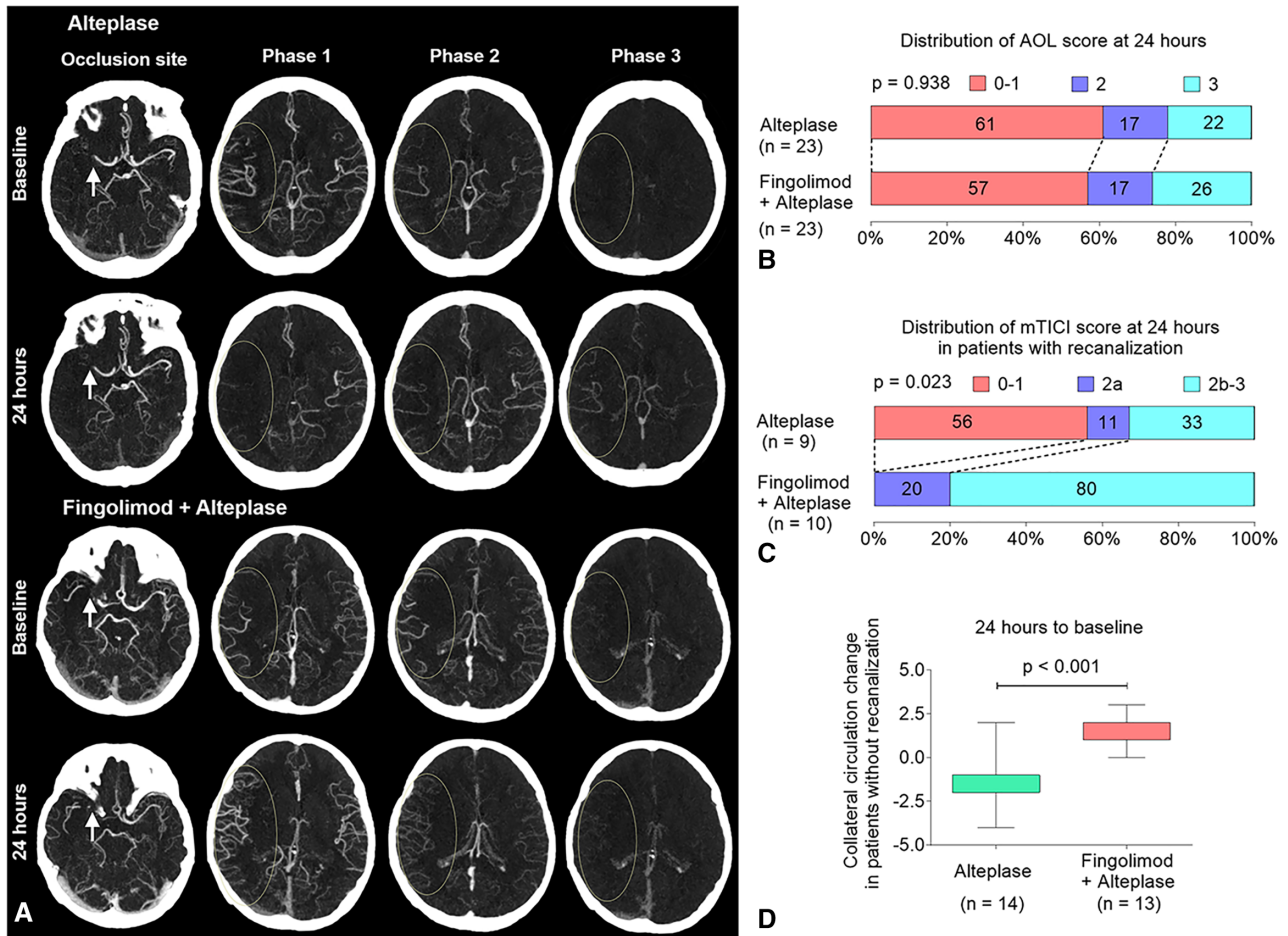 Alteplase
Occlusion site
Phase 1
Phase 2
Phase 3
Baseline
24 hours
Fingolimod + Alteplase
Baseline
24 hours
A
Distribution of AOL score at 24 hours
p = 0.938 0-1 2 3
Alteplase
(n = 23)
61 17 22
Fingolimod
+ Alteplase
(n = 23)
57 17 26
0% 20% 40% 60% 80% 100%
B
Distribution of mTICI score at 24 hours
in patients with recanalization
p = 0.023 0-1 2a 2b-3
Alteplase
(n = 9)
56 11 33
Fingolimod
+ Alteplase
(n = 10)
20 80
0% 20% 40% 60% 80% 100%
C
24 hours to baseline
Collateral circulation change
in patients without recanalization
p < 0.001
5.0
2.5
0.0
-2.5
-5.0
Alteplase
(n = 14)
Fingolimod
+ Alteplase
(n = 13)
D